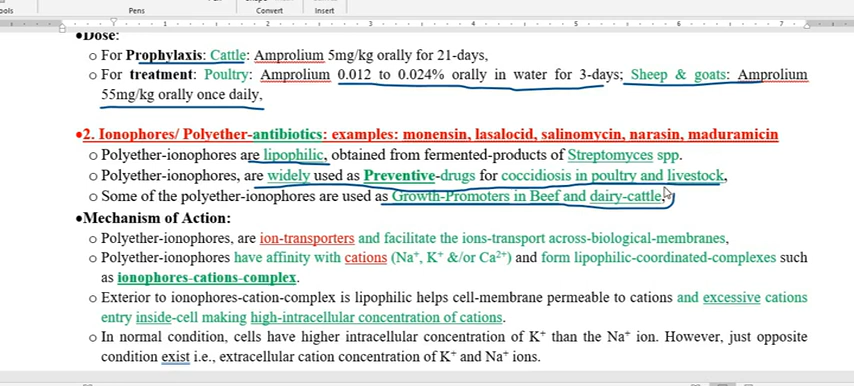 Pens
Convert
Insert
1
2
3
4
5
6
7
•Dose:
o For Prophylaxis: Cattle: Amprolium 5mg/kg orally for 21-days,
o For treatment: Poultry: Amprolium 0.012 to 0.024% orally in water for 3-days; Sheep & goats: Amprolium
55mg/kg orally once daily,
•2. Ionophores/ Polyether-antibiotics: examples: monensin, lasalocid, salinomycin, narasin, maduramicin
o Polyether-ionophores are lipophilic, obtained from fermented-products of Streptomyces spp.
o Polyether-ionophores, are widely used as Preventive-drugs for coccidiosis in poultry and livestock,
o Some of the polyether-ionophores are used as Growth-Promoters in Beef and dairy-cattle,
•Mechanism of Action:
o Polyether-ionophores, are ion-transporters and facilitate the ions-transport across-biological-membranes,
o Polyether-ionophores have affinity with cations (Na⁺, K⁺ &/or Ca²⁺) and form lipophilic-coordinated-complexes such
as ionophores-cations-complex.
o Exterior to ionophores-cation-complex is lipophilic helps cell-membrane permeable to cations and excessive cations
entry inside-cell making high-intracellular concentration of cations.
o In normal condition, cells have higher intracellular concentration of K⁺ than the Na⁺ ion. However, just opposite
condition exist i.e., extracellular cation concentration of K⁺ and Na⁺ ions.